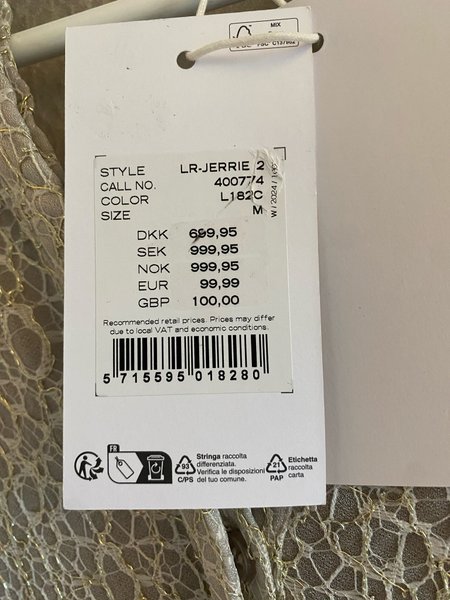 MIX
FSC C137982
STYLE LR-JERRIE 2
CALL NO. 400774
COLOR L182C
SIZE M
DKK 699,95
SEK 999,95
NOK 999,95
EUR 99,99
GBP 100,00
Recommended retail prices. Prices may differ
due to local VAT and economic conditions.
5 715595 018280
FR
93
C/PS
Stringa raccolta
differenziata.
Verifica le disposizioni
del tuo comune.
21
PAP
Etichetta
raccolta
carta